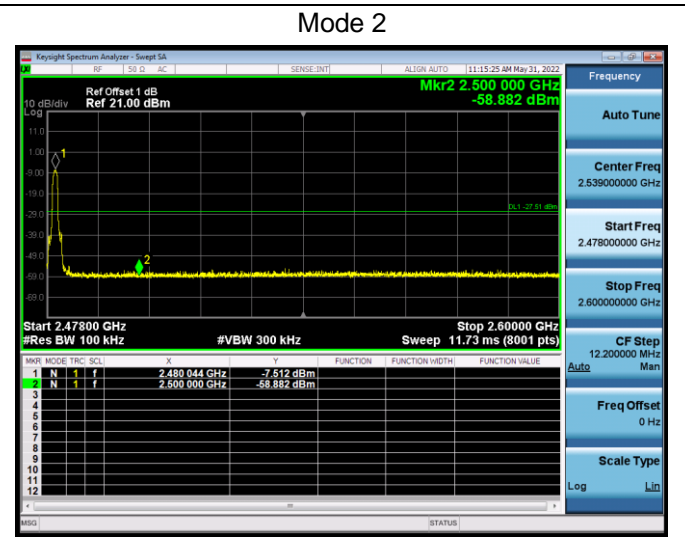 Mode 2
Keysight Spectrum Analyzer - Swept SA
RF 50 Ω AC SENSE:INT ALIGN AUTO 11:15:25 AM May 31, 2022
Frequency
Mkr2 2.500 000 GHz
-58.882 dBm
Ref Offset 1 dB
Ref 21.00 dBm
10 dB/div
Log
11.0
1.00
-9.00
-19.0
-29.0
-39.0
-49.0
-59.0
-69.0
1
2
DL1 -27.51 dBm
Start 2.47800 GHz
Stop 2.60000 GHz
#Res BW 100 kHz #VBW 300 kHz Sweep 11.73 ms (8001 pts)
MKR MODE TRC SCL X Y FUNCTION FUNCTION WIDTH FUNCTION VALUE
1 N 1 f 2.480 044 GHz -7.512 dBm
2 N 1 f 2.500 000 GHz -58.882 dBm
3
4
5
6
7
8
9
10
11
12
MSG STATUS
Auto Tune
Center Freq
2.539000000 GHz
Start Freq
2.478000000 GHz
Stop Freq
2.600000000 GHz
CF Step
12.200000 MHz
Auto Man
Freq Offset
0 Hz
Scale Type
Log Lin